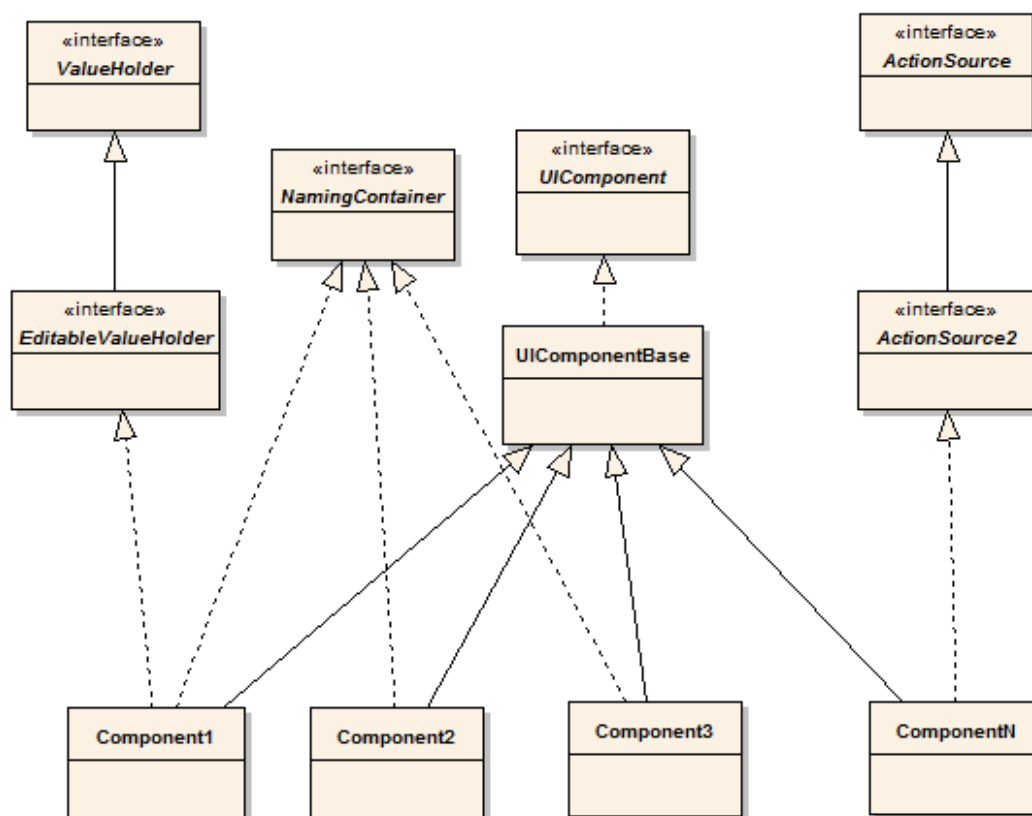 «interface»
ValueHolder
«interface»
ActionSource
«interface»
NamingContainer
«interface»
UIComponent
«interface»
EditableValueHolder
UIComponentBase
«interface»
ActionSource2
Component1
Component2
Component3
ComponentN